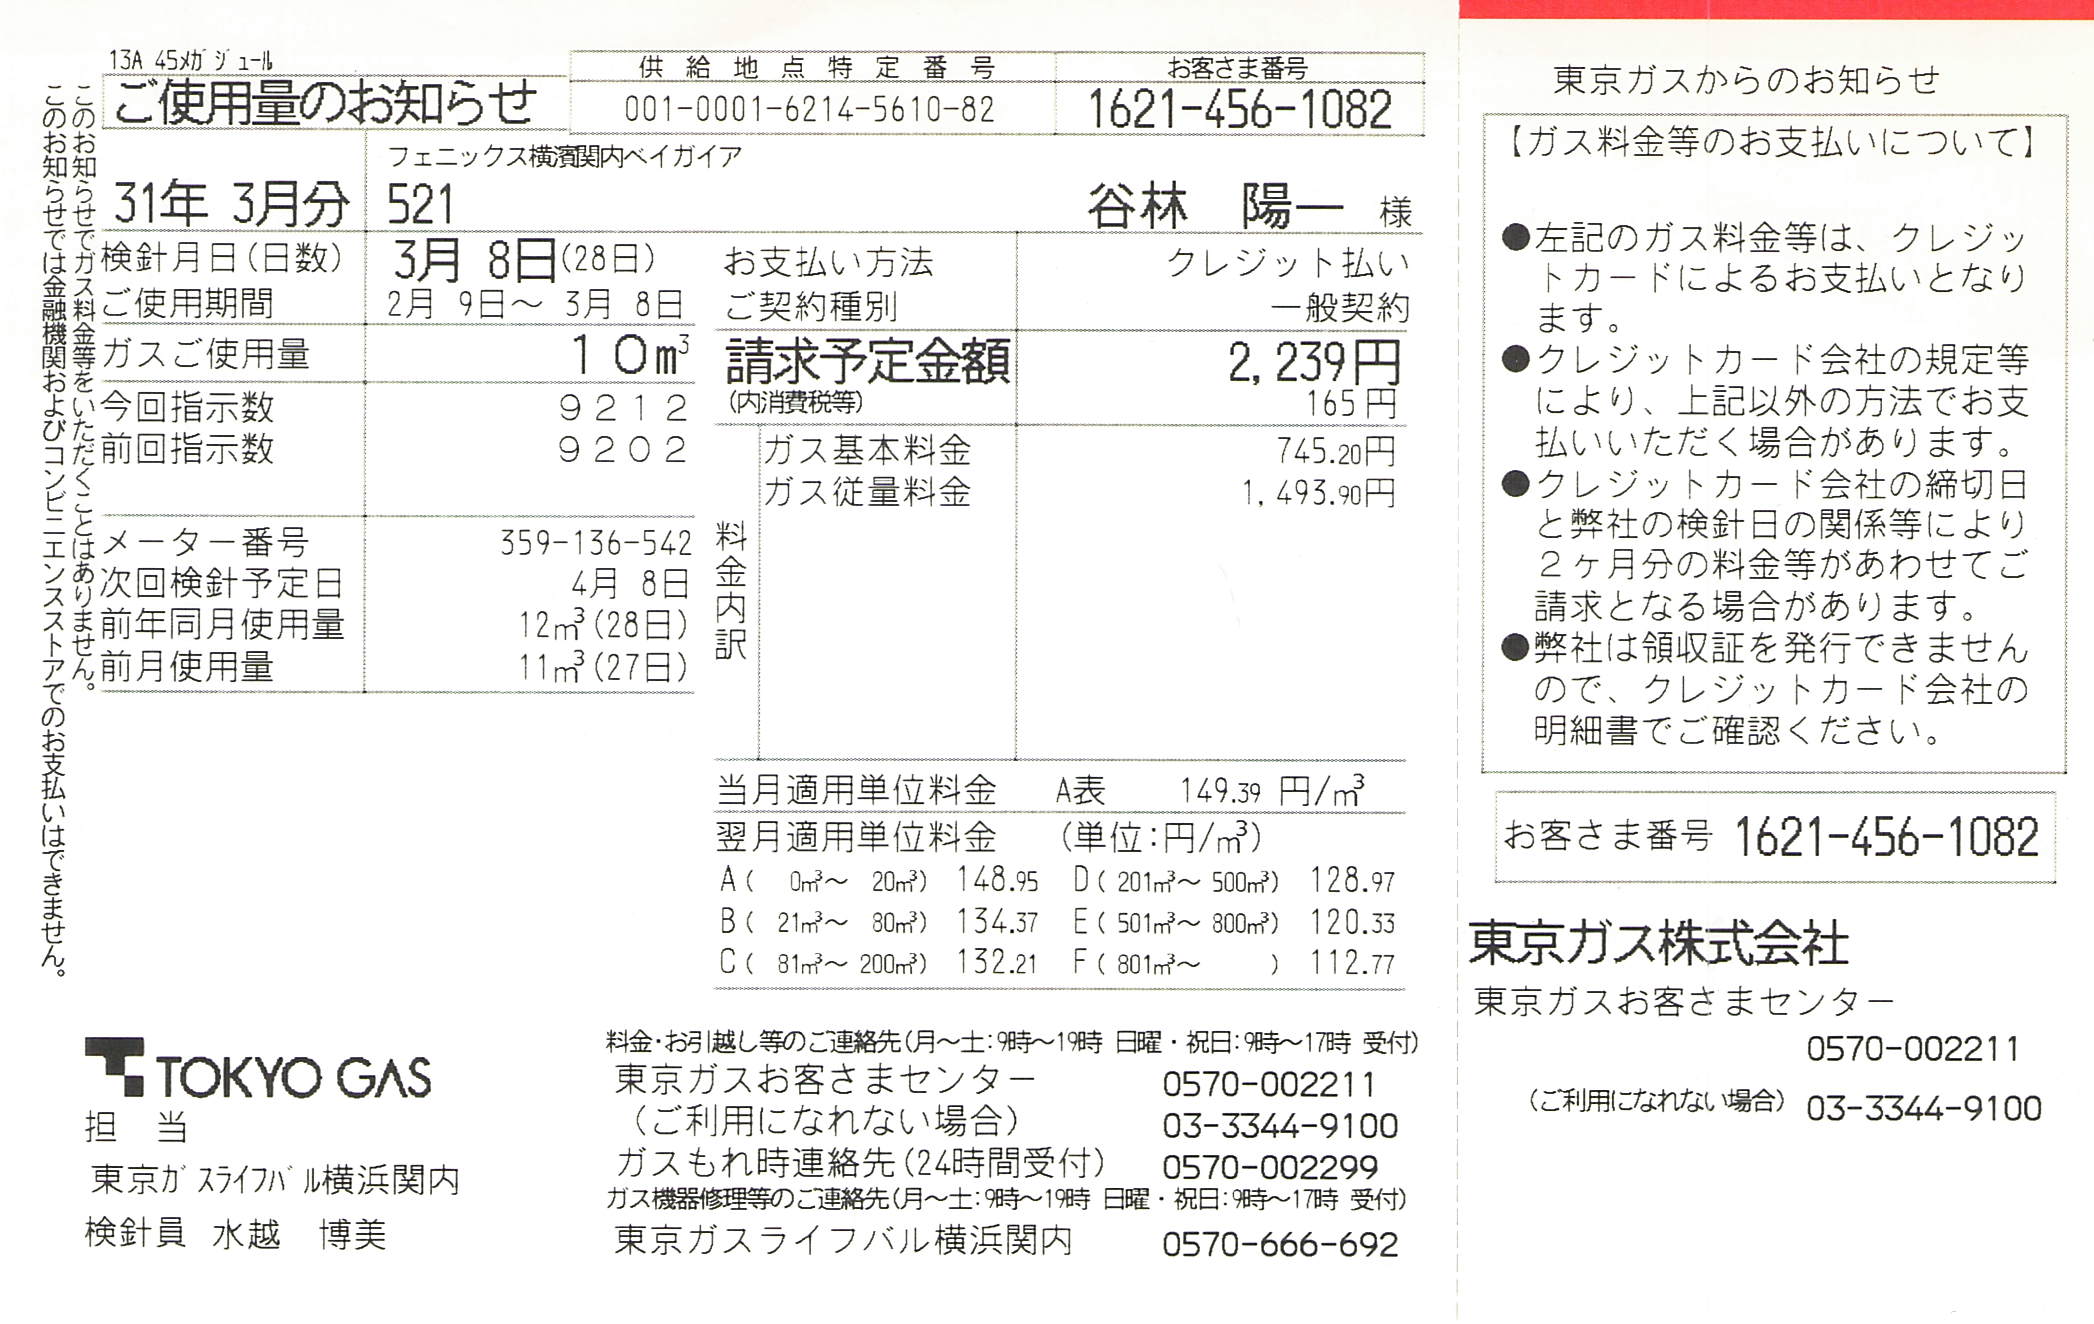 13A 45メガジュール
ご使用量のお知らせ
供給地点特定番号
001-0001-6214-5610-82
お客さま番号
1621-456-1082
このお知らせでガス料金等をいただくことはありません。
このお知らせでは金融機関およびコンビニエンスストアでのお支払いはできません。
31年 3月分
フェニックス横濱関内ベイガイア
521
谷林 陽一 様
検針月日(日数) 3月 8日(28日)
ご使用期間 2月 9日～ 3月 8日
ガスご使用量 10m³
今回指示数 9212
前回指示数 9202
メーター番号 359-136-542
次回検針予定日 4月 8日
前年同月使用量 12m³(28日)
前月使用量 11m³(27日)
お支払い方法 クレジット払い
ご契約種別 一般契約
請求予定金額 2,239円
(内消費税等) 165円
料金内訳
ガス基本料金 745.20円
ガス従量料金 1,493.90円
当月適用単位料金 A表 149.39 円/m³
翌月適用単位料金 (単位:円/m³)
A( 0m³～ 20m³) 148.95 D(201m³～500m³) 128.97
B( 21m³～ 80m³) 134.37 E(501m³～800m³) 120.33
C( 81m³～200m³) 132.21 F(801m³～ ) 112.77
TOKYO GAS
担 当
東京ガスライフバル横浜関内
検針員 水越 博美
料金・お引越し等のご連絡先(月～土:9時～19時 日曜・祝日:9時～17時 受付)
東京ガスお客さまセンター 0570-002211
(ご利用になれない場合) 03-3344-9100
ガスもれ時連絡先(24時間受付) 0570-002299
ガス機器修理等のご連絡先(月～土:9時～19時 日曜・祝日:9時～17時 受付)
東京ガスライフバル横浜関内 0570-666-692
東京ガスからのお知らせ
【ガス料金等のお支払いについて】
●左記のガス料金等は、クレジッ
トカードによるお支払いとなり
ます。
●クレジットカード会社の規定等
により、上記以外の方法でお支
払いいただく場合があります。
●クレジットカード会社の締切日
と弊社の検針日の関係等により
２ヶ月分の料金等があわせてご
請求となる場合があります。
●弊社は領収証を発行できません
ので、クレジットカード会社の
明細書でご確認ください。
お客さま番号 1621-456-1082
東京ガス株式会社
東京ガスお客さまセンター
0570-002211
(ご利用になれない場合) 03-3344-9100